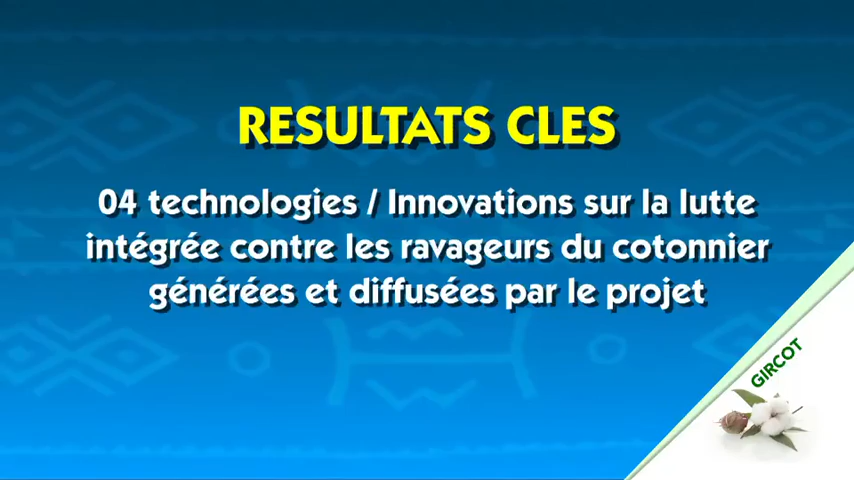 RESULTATS CLES
04 technologies / Innovations sur la lutte
intégrée contre les ravageurs du cotonnier
générées et diffusées par le projet
GIRCOT